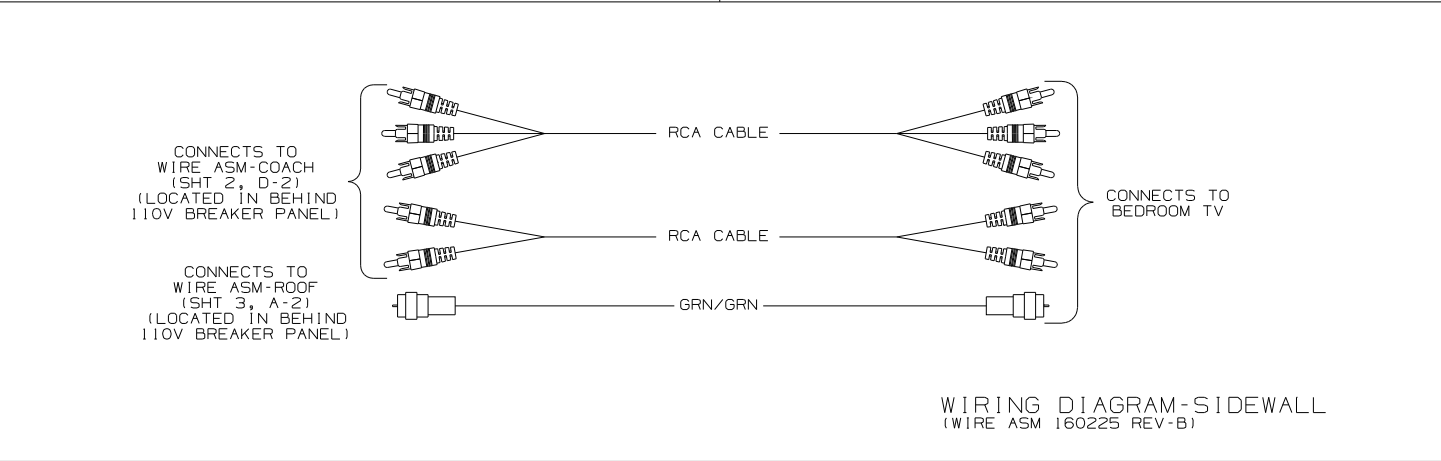 CONNECTS TO
WIRE ASM-COACH
(SHT 2, D-2)
(LOCATED IN BEHIND
110V BREAKER PANEL)
CONNECTS TO
WIRE ASM-ROOF
(SHT 3, A-2)
(LOCATED IN BEHIND
110V BREAKER PANEL)
RCA CABLE
RCA CABLE
GRN/GRN
CONNECTS TO
BEDROOM TV
WIRING DIAGRAM-SIDEWALL
(WIRE ASM 160225 REV-B)